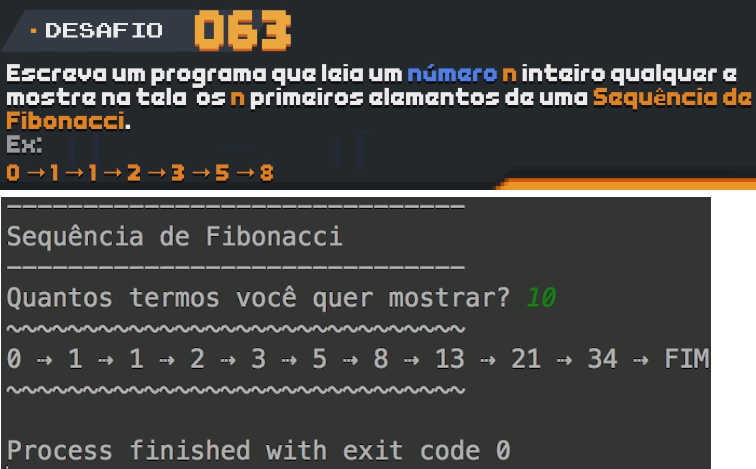 • DESAFIO 063
Escreva um programa que leia um número n inteiro qualquer e
mostre na tela os n primeiros elementos de uma Sequência de
Fibonacci.
Ex:
0 → 1 → 1 → 2 → 3 → 5 → 8
------------------------------
Sequência de Fibonacci
------------------------------
Quantos termos você quer mostrar? 10
~~~~~~~~~~~~~~~~~~~~~~~~~~~~~~
0 → 1 → 1 → 2 → 3 → 5 → 8 → 13 → 21 → 34 → FIM
~~~~~~~~~~~~~~~~~~~~~~~~~~~~~~
Process finished with exit code 0